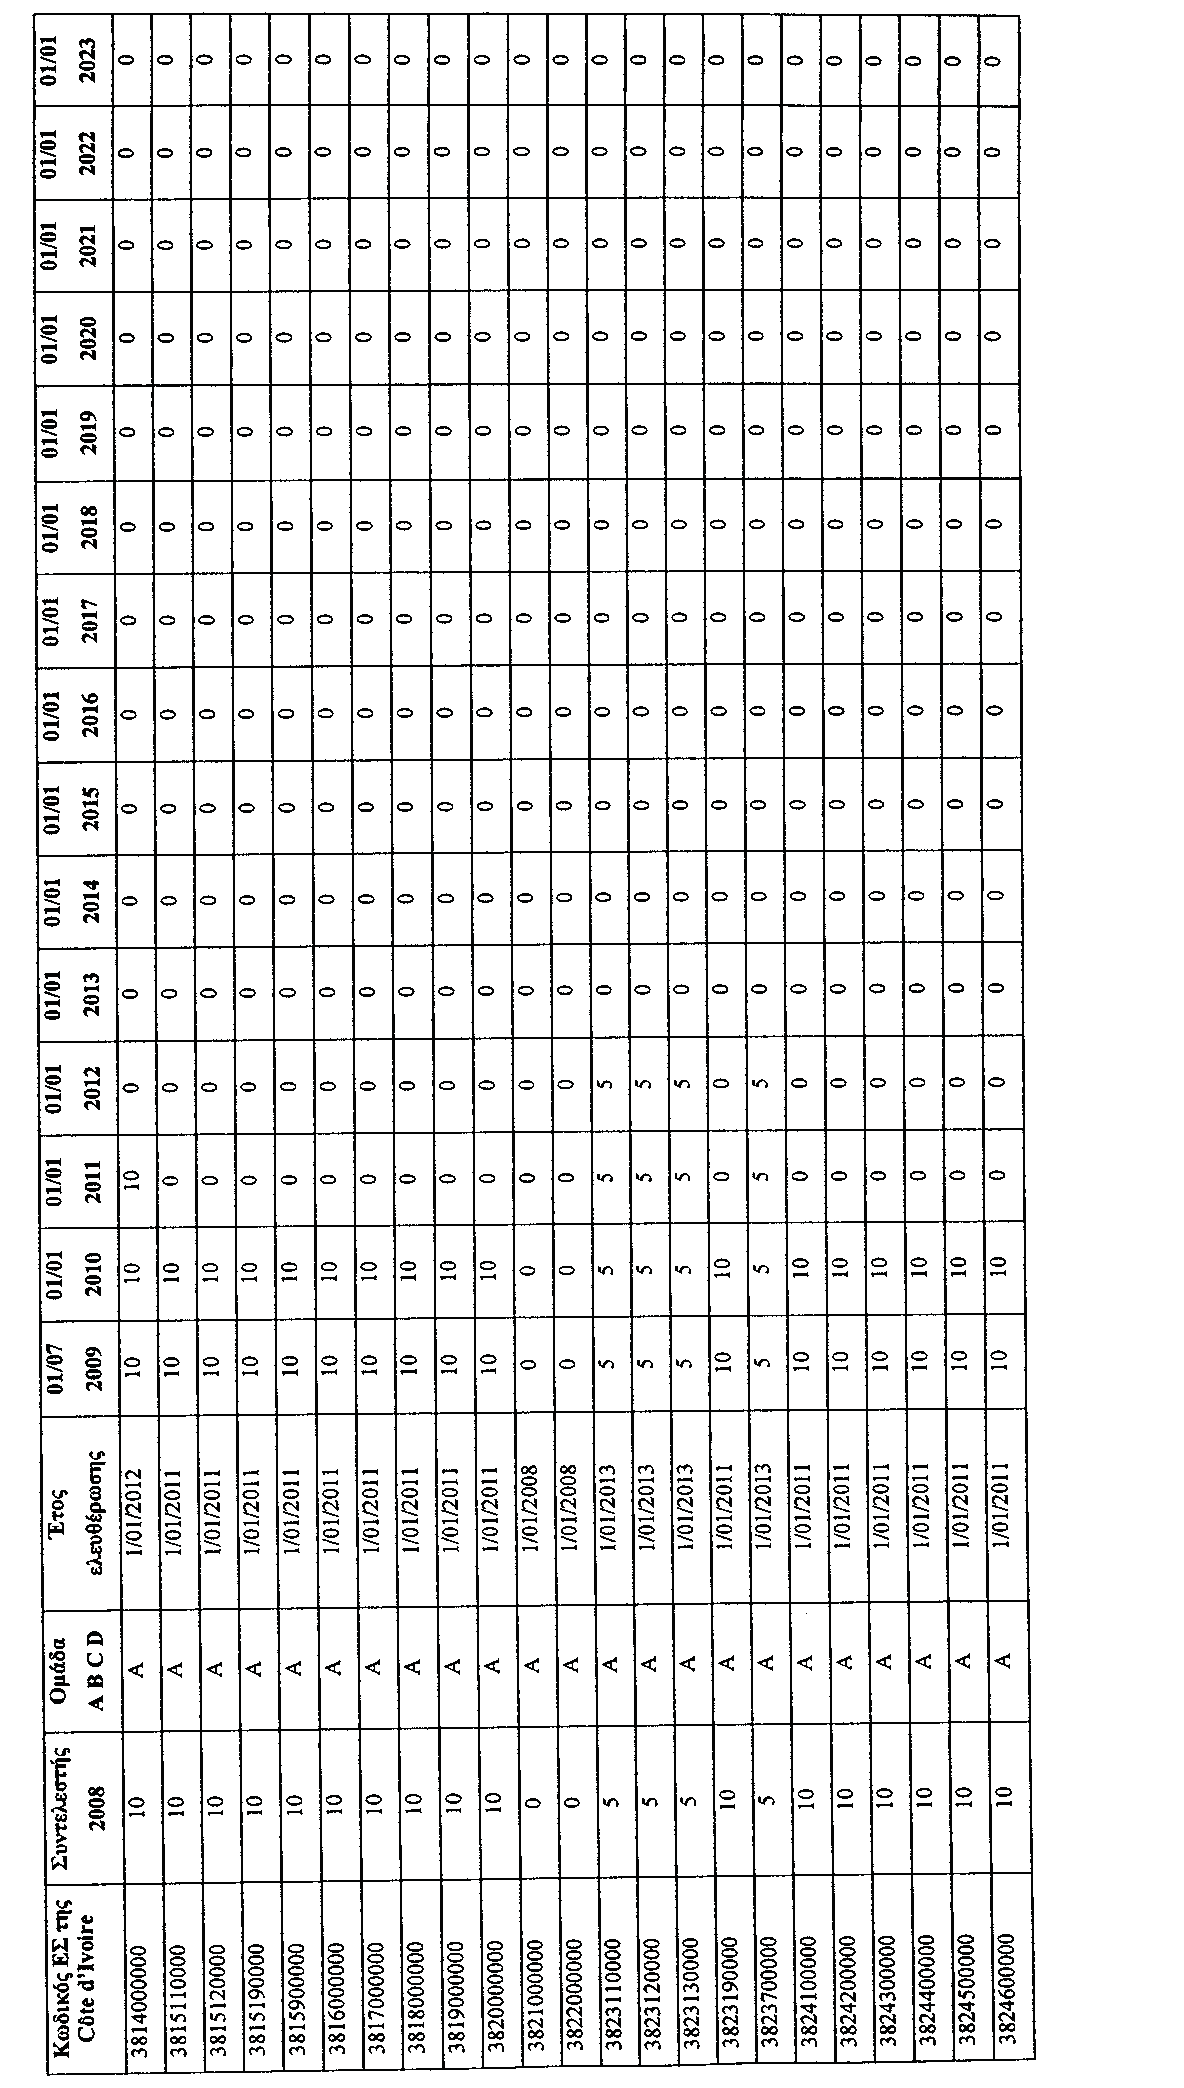 Κωδικός ΕΣ της Côte d'Ivoire Συντελεστής 2008 Ομάδα A B C D Έτος ελευθέρωσης 01/07 2009 01/01 2010 01/01 2011 01/01 2012 01/01 2013 01/01 2014 01/01 2015 01/01 2016 01/01 2017 01/01 2018 01/01 2019 01/01 2020 01/01 2021 01/01 2022 01/01 2023
3814000000 10 A 1/01/2012 10 10 10 0 0 0 0 0 0 0 0 0 0 0 0
3815110000 10 A 1/01/2011 10 10 0 0 0 0 0 0 0 0 0 0 0 0 0
3815120000 10 A 1/01/2011 10 10 0 0 0 0 0 0 0 0 0 0 0 0 0
3815190000 10 A 1/01/2011 10 10 0 0 0 0 0 0 0 0 0 0 0 0 0
3815900000 10 A 1/01/2011 10 10 0 0 0 0 0 0 0 0 0 0 0 0 0
3816000000 10 A 1/01/2011 10 10 0 0 0 0 0 0 0 0 0 0 0 0 0
3817000000 10 A 1/01/2011 10 10 0 0 0 0 0 0 0 0 0 0 0 0 0
3818000000 10 A 1/01/2011 10 10 0 0 0 0 0 0 0 0 0 0 0 0 0
3819000000 10 A 1/01/2011 10 10 0 0 0 0 0 0 0 0 0 0 0 0 0
3820000000 10 A 1/01/2011 10 10 0 0 0 0 0 0 0 0 0 0 0 0 0
3821000000 0 A 1/01/2008 0 0 0 0 0 0 0 0 0 0 0 0 0 0 0
3822000000 0 A 1/01/2008 0 0 0 0 0 0 0 0 0 0 0 0 0 0 0
3823110000 5 A 1/01/2013 5 5 5 5 0 0 0 0 0 0 0 0 0 0 0
3823120000 5 A 1/01/2013 5 5 5 5 0 0 0 0 0 0 0 0 0 0 0
3823130000 5 A 1/01/2013 5 5 5 5 0 0 0 0 0 0 0 0 0 0 0
3823190000 10 A 1/01/2011 10 10 0 0 0 0 0 0 0 0 0 0 0 0 0
3823700000 5 A 1/01/2013 5 5 5 5 0 0 0 0 0 0 0 0 0 0 0
3824100000 10 A 1/01/2011 10 10 0 0 0 0 0 0 0 0 0 0 0 0 0
3824200000 10 A 1/01/2011 10 10 0 0 0 0 0 0 0 0 0 0 0 0 0
3824300000 10 A 1/01/2011 10 10 0 0 0 0 0 0 0 0 0 0 0 0 0
3824400000 10 A 1/01/2011 10 10 0 0 0 0 0 0 0 0 0 0 0 0 0
3824500000 10 A 1/01/2011 10 10 0 0 0 0 0 0 0 0 0 0 0 0 0
3824600000 10 A 1/01/2011 10 10 0 0 0 0 0 0 0 0 0 0 0 0 0